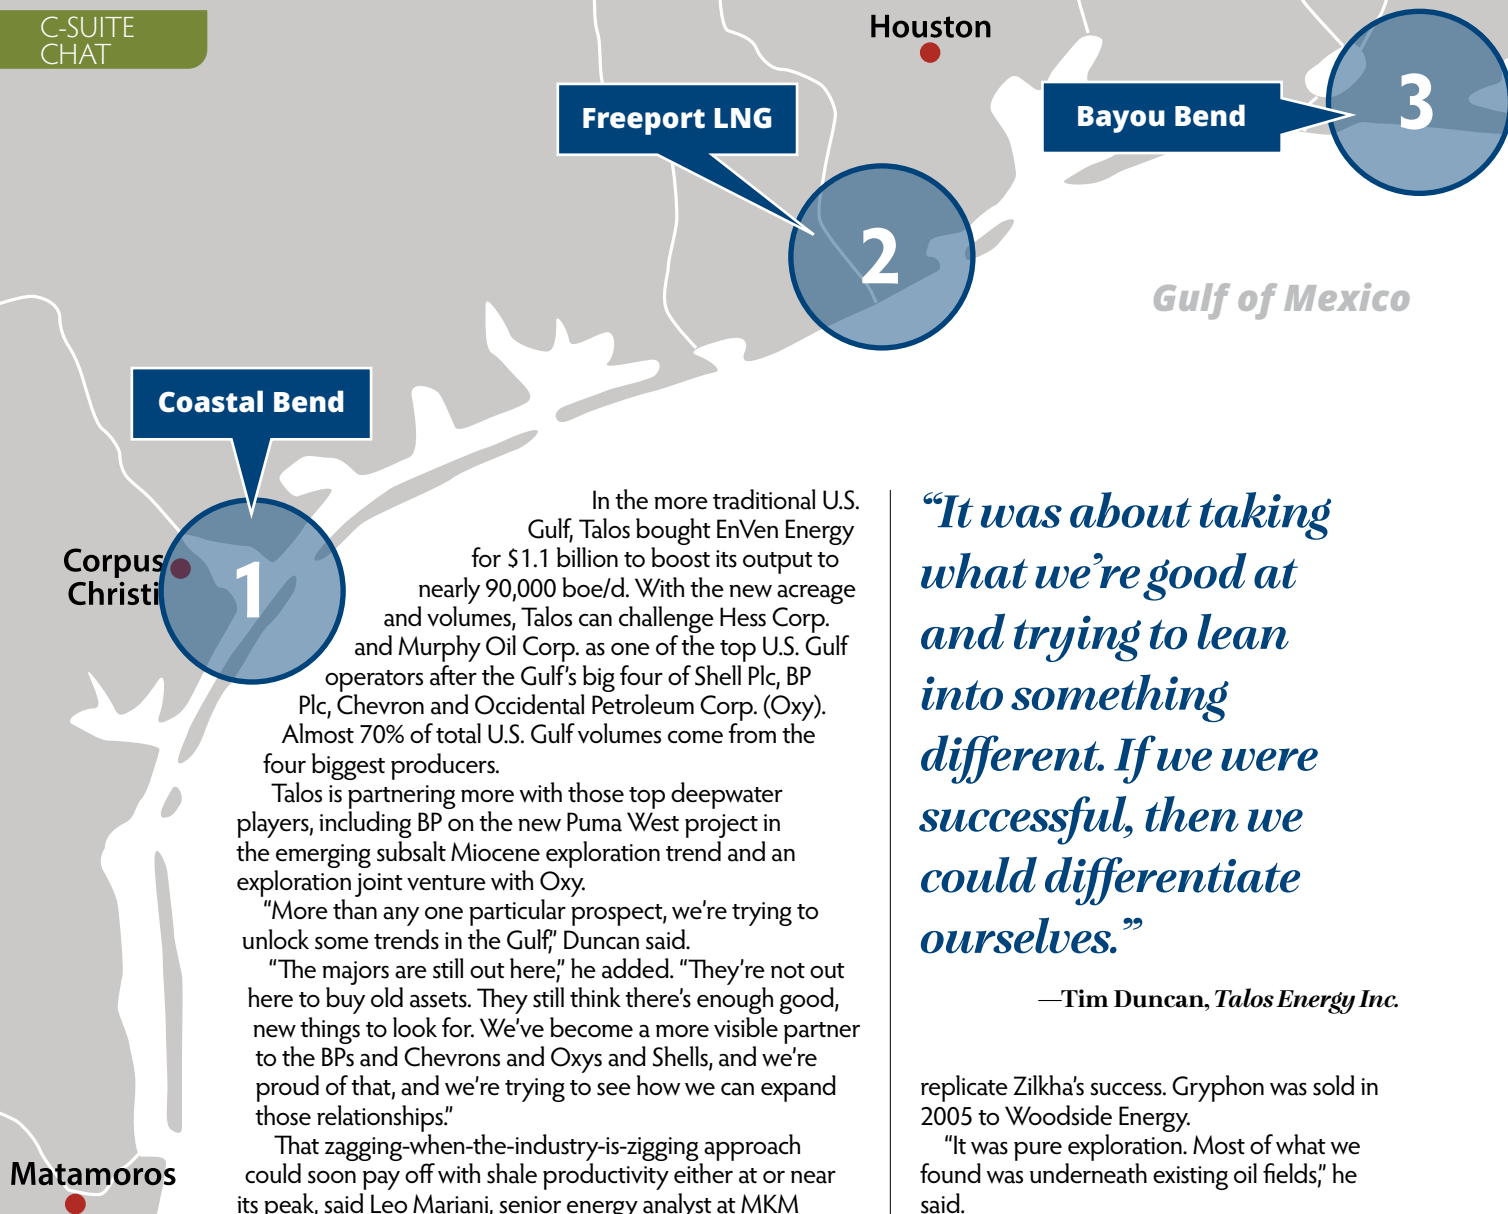 C-SUITE
CHAT
Houston
Freeport LNG
Bayou Bend
3
2
Gulf of Mexico
Coastal Bend
Corpus
Christi
1
Matamoros
In the more traditional U.S.
Gulf, Talos bought EnVen Energy
for $1.1 billion to boost its output to
nearly 90,000 boe/d. With the new acreage
and volumes, Talos can challenge Hess Corp.
and Murphy Oil Corp. as one of the top U.S. Gulf
operators after the Gulf’s big four of Shell Plc, BP
Plc, Chevron and Occidental Petroleum Corp. (Oxy).
Almost 70% of total U.S. Gulf volumes come from the
four biggest producers.
Talos is partnering more with those top deepwater
players, including BP on the new Puma West project in
the emerging subsalt Miocene exploration trend and an
exploration joint venture with Oxy.
“More than any one particular prospect, we’re trying to
unlock some trends in the Gulf,” Duncan said.
“The majors are still out here,” he added. “They’re not out
here to buy old assets. They still think there’s enough good,
new things to look for. We’ve become a more visible partner
to the BPs and Chevrons and Oxys and Shells, and we’re
proud of that, and we’re trying to see how we can expand
those relationships.”
That zagging-when-the-industry-is-zigging approach
could soon pay off with shale productivity either at or near
its peak, said Leo Mariani, senior energy analyst at MKM
“It was about taking
what we’re good at
and trying to lean
into something
different. If we were
successful, then we
could differentiate
ourselves.”
—Tim Duncan, Talos Energy Inc.
replicate Zilkha’s success. Gryphon was sold in
2005 to Woodside Energy.
“It was pure exploration. Most of what we
found was underneath existing oil fields,” he
said.